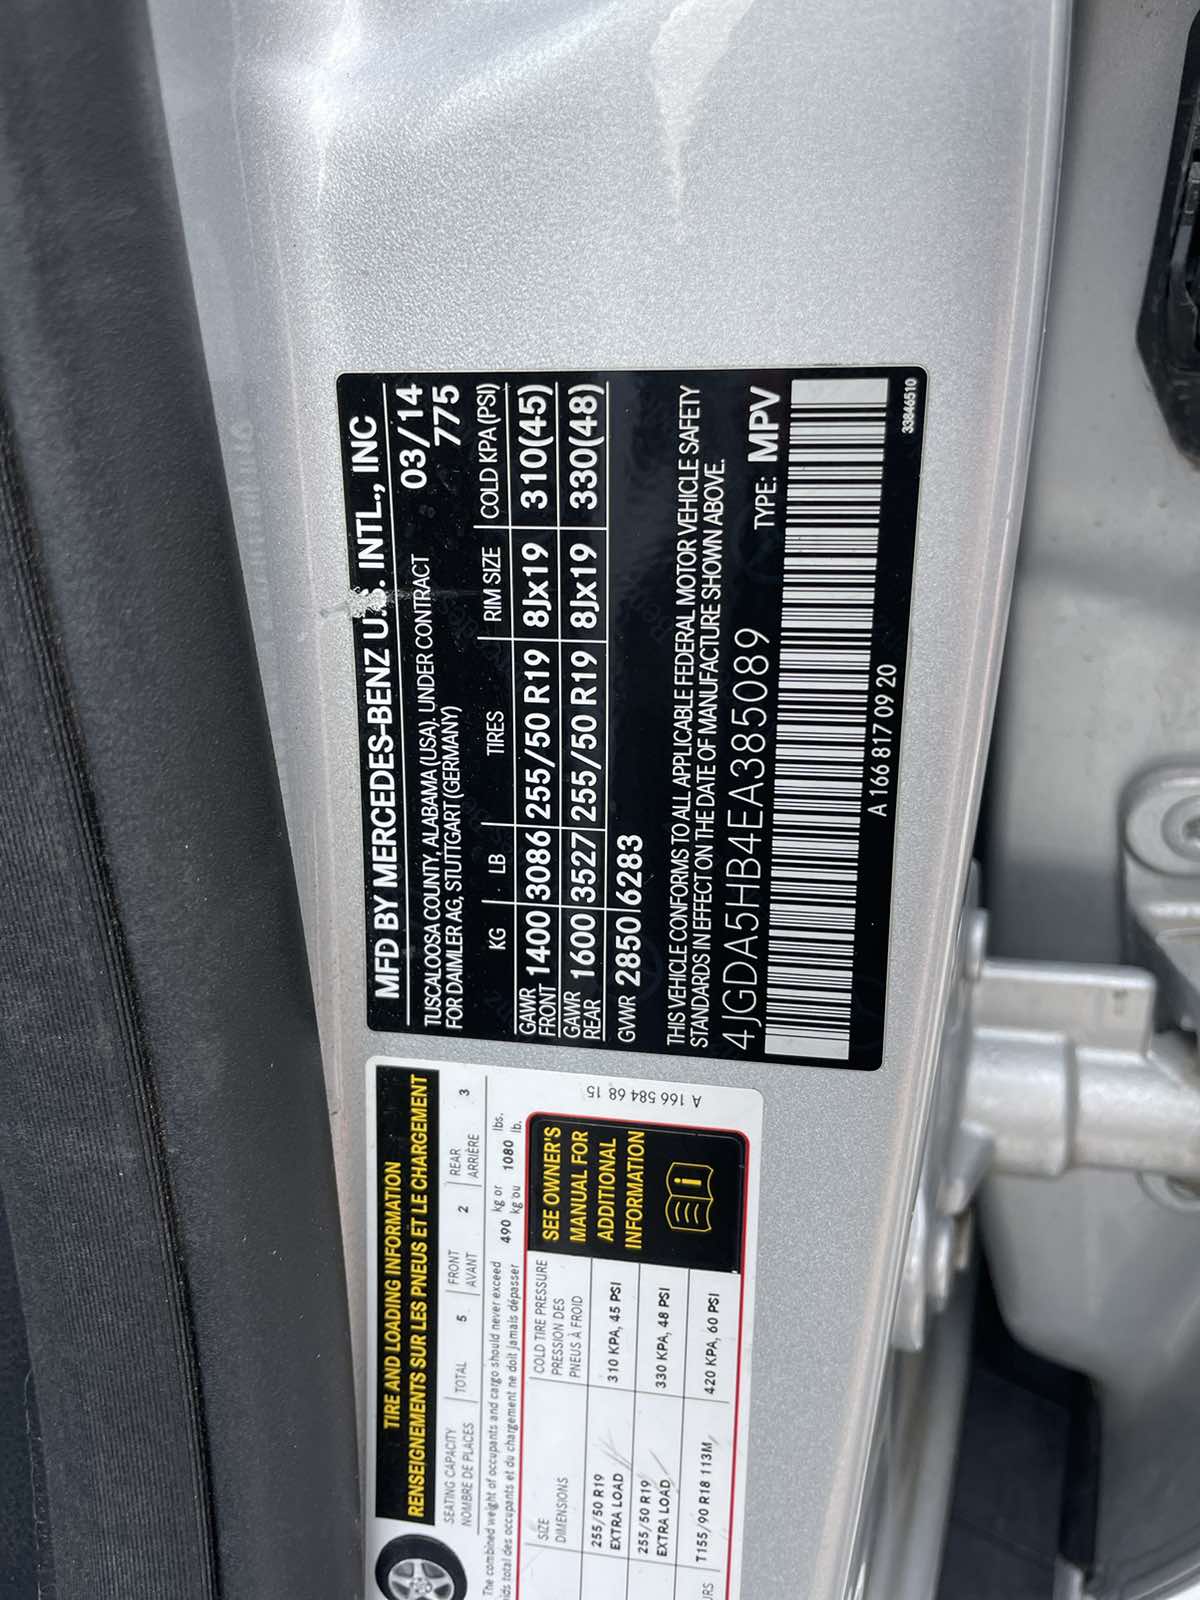 MFD BY MERCEDES-BENZ U.S. INTL., INC
TUSCALOOSA COUNTY, ALABAMA (USA), UNDER CONTRACT 03/14
FOR DAIMLER AG, STUTTGART (GERMANY) 775
KG LB TIRES RIM SIZE COLD KPA (PSI)
GAWR FRONT 1400 3086 255/50 R19 8Jx19 310(45)
GAWR REAR 1600 3527 255/50 R19 8Jx19 330(48)
GVWR 2850 6283
THIS VEHICLE CONFORMS TO ALL APPLICABLE FEDERAL MOTOR VEHICLE SAFETY
STANDARDS IN EFFECT ON THE DATE OF MANUFACTURE SHOWN ABOVE.
4JGDA5HB4EA385089 TYPE: MPV
A 166 817 09 20
33846510
TIRE AND LOADING INFORMATION
RENSEIGNEMENTS SUR LES PNEUS ET LE CHARGEMENT
SEATING CAPACITY TOTAL 5 FRONT 2 REAR 3
NOMBRE DE PLACES AVANT ARRIÈRE
The combined weight of occupants and cargo should never exceed 490 kg or 1080 lbs.
total des occupants et du chargement ne doit jamais dépasser kg ou lb.
SIZE COLD TIRE PRESSURE
DIMENSIONS PRESSION DES
PNEUS À FROID
255/50 R19 310 KPA, 45 PSI
EXTRA LOAD
255/50 R19 330 KPA, 48 PSI
EXTRA LOAD
T155/90 R18 113M 420 KPA, 60 PSI
SEE OWNER'S
MANUAL FOR
ADDITIONAL
INFORMATION
A 166 584 68 15